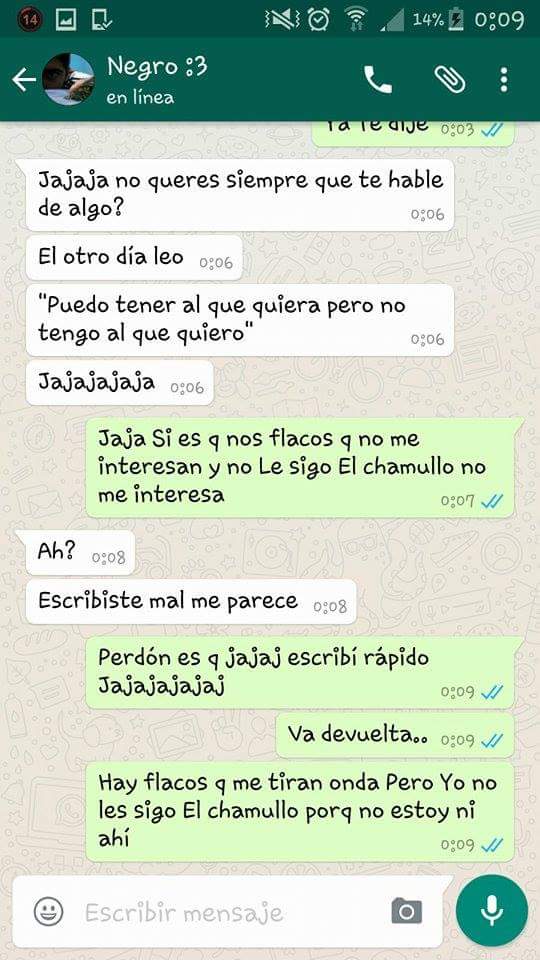 14
14%
0:09
Negro :3
en línea
Ya Te dije 0:03
Jajaja no queres siempre que te hable
de algo?
0:06
El otro día leo 0:06
"Puedo tener al que quiera pero no
tengo al que quiero"
0:06
Jajajajaja 0:06
Jaja Si es q nos flacos q no me
interesan y no Le sigo El chamullo no
me interesa
0:07
Ah? 0:08
Escribiste mal me parece 0:08
Perdón es q jajaj escribí rápido
Jajajajajaj
0:09
Va devuelta.. 0:09
Hay flacos q me tiran onda Pero Yo no
les sigo El chamullo porq no estoy ni
ahí
0:09
Escribir mensaje